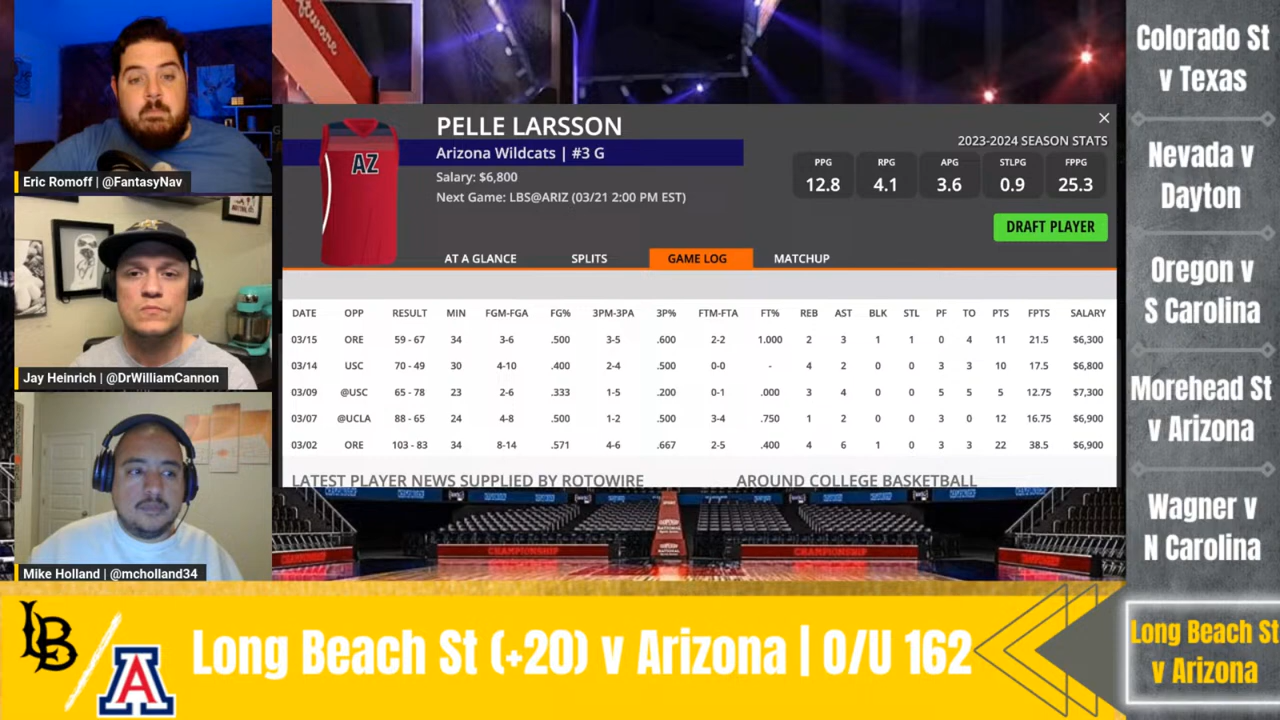 Eric Romoff | @FantasyNav
Jay Heinrich | @DrWilliamCannon
Mike Holland | @mcholland34
PELLE LARSSON
Arizona Wildcats | #3 G
Salary: $6,800
Next Game: LBS@ARIZ (03/21 2:00 PM EST)
AZ
2023-2024 SEASON STATS
PPG RPG APG STLPG FPPG
12.8 4.1 3.6 0.9 25.3
DRAFT PLAYER
AT A GLANCE SPLITS GAME LOG MATCHUP
DATE OPP RESULT MIN FGM-FGA FG% 3PM-3PA 3P% FTM-FTA FT% REB AST BLK STL PF TO PTS FPTS SALARY
03/15 ORE 59 - 67 34 3-6 .500 3-5 .600 2-2 1.000 2 3 1 1 0 4 11 21.5 $6,300
03/14 USC 70 - 49 30 4-10 .400 2-4 .500 0-0 - 4 2 0 0 3 3 10 17.5 $6,800
03/09 @USC 65 - 78 23 2-6 .333 1-5 .200 0-1 .000 3 4 0 0 5 5 5 12.75 $7,300
03/07 @UCLA 88 - 65 24 4-8 .500 1-2 .500 3-4 .750 1 2 0 0 3 0 12 16.75 $6,900
03/02 ORE 103 - 83 34 8-14 .571 4-6 .667 2-5 .400 4 6 1 0 3 3 22 38.5 $6,900
LATEST PLAYER NEWS SUPPLIED BY ROTOWIRE AROUND COLLEGE BASKETBALL
CHAMPIONSHIP
CHAMPIONSHIP
LB
A
Long Beach St (+20) v Arizona | O/U 162
Colorado St
v Texas
Nevada v
Dayton
Oregon v
S Carolina
Morehead St
v Arizona
Wagner v
N Carolina
Long Beach St
v Arizona